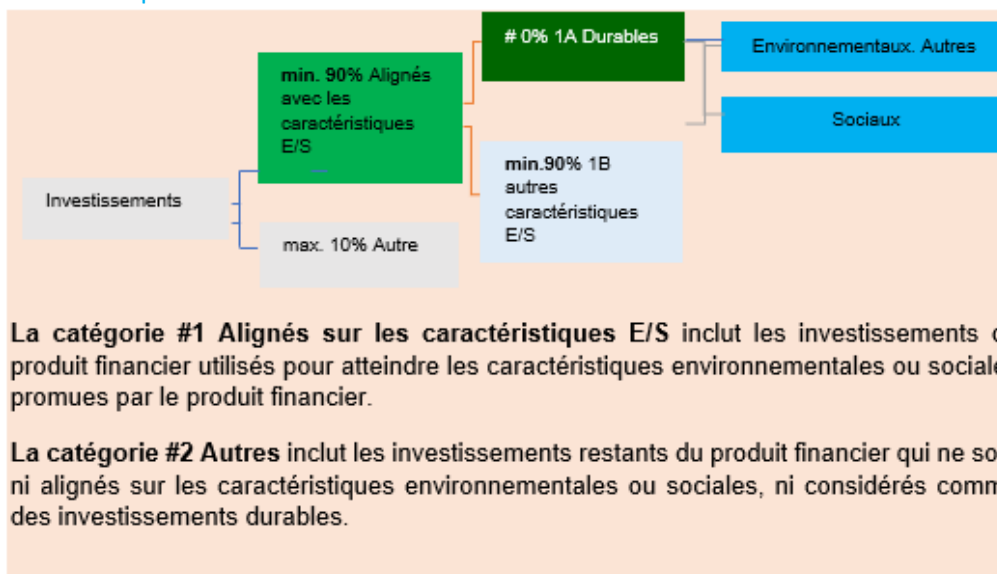 # 0% 1A Durables
Environnementaux. Autres
min. 90% Alignés
avec les
caractéristiques
E/S
Sociaux
min.90% 1B
autres
caractéristiques
E/S
Investissements
max. 10% Autre
La catégorie #1 Alignés sur les caractéristiques E/S inclut les investissements
produit financier utilisés pour atteindre les caractéristiques environnementales ou sociale
promues par le produit financier.
La catégorie #2 Autres inclut les investissements restants du produit financier qui ne so
ni alignés sur les caractéristiques environnementales ou sociales, ni considérés comm
des investissements durables.